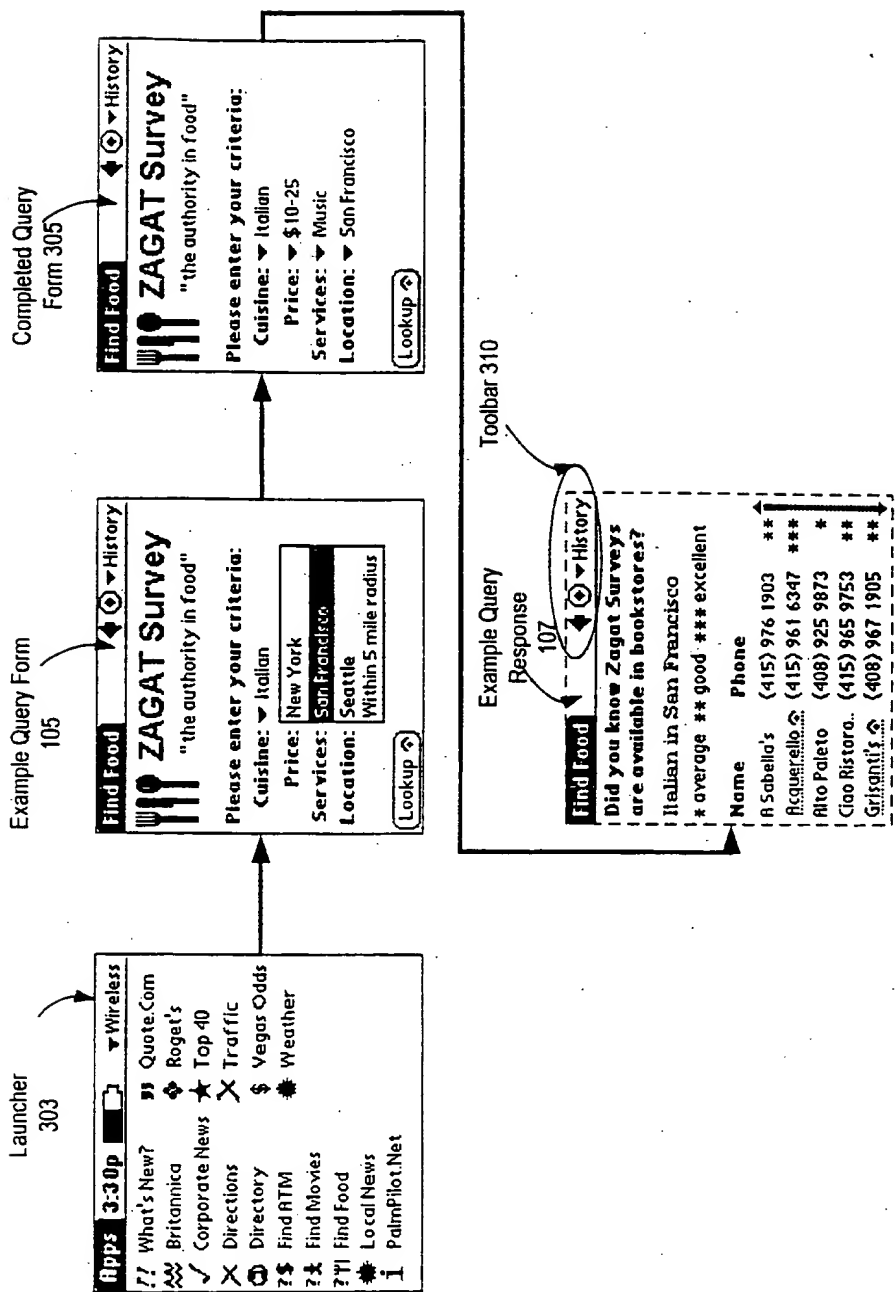 Launcher
303
Apps 3:30p ▾Wireless
?? What's New?
Britannica
✓ Corporate News
Directions
Directory
?$ Find ATM
? Find Movies
? Find Food
Local News
i PalmPilot.Net
Quote.Com
Roget's
★ Top 40
Traffic
$ Vegas Odds
Weather
Example Query Form
105
Find Food ▾History
ZAGAT Survey
"the authority in food"
Please enter your criteria:
Cuisine: ▾ Italian
Price:
Services:
Location:
New York
San Francisco
Seattle
Within 5 mile radius
Lookup
Completed Query
Form 305
Find Food ▾History
ZAGAT Survey
"the authority in food"
Please enter your criteria:
Cuisine: ▾ Italian
Price: ▾ $10-25
Services: ▾ Music
Location: ▾ San Francisco
Lookup
Example Query
Response
107
Toolbar 310
Find Food ▾History
Did you know Zagat Surveys
are available in bookstores?
Italian in San Francisco
* average ** good *** excellent
Name Phone
A Sabella's (415) 976 1903 **
Acquerello (415) 961 6347 ***
Alto Paleto (408) 925 9873 *
Ciao Ristora.. (415) 965 9753 **
Grisanti's (408) 967 1905 **